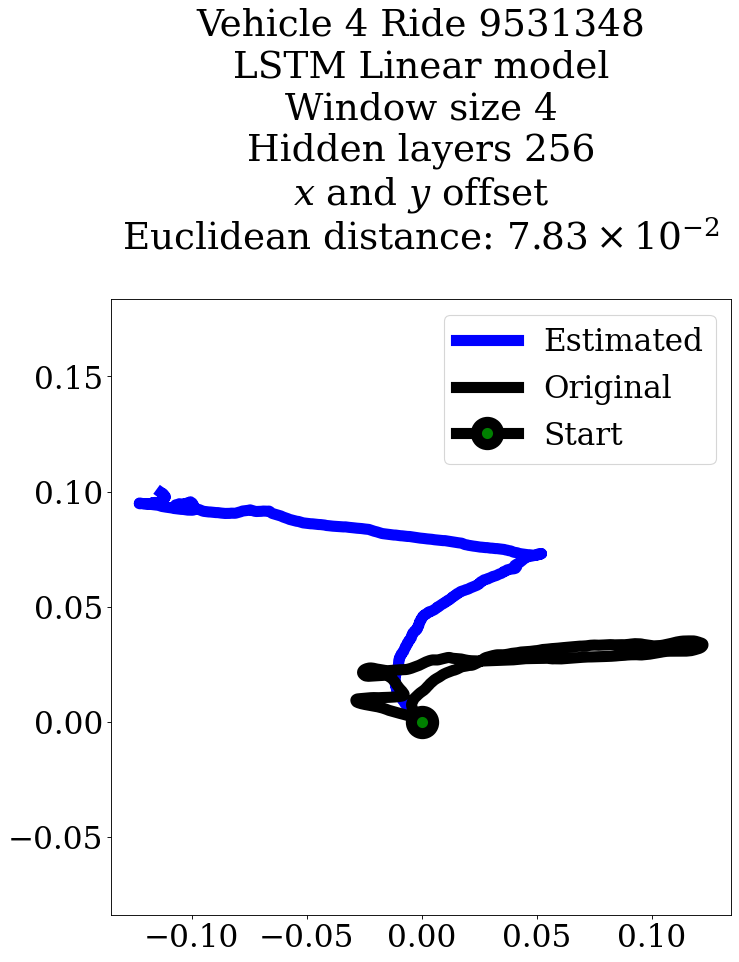 Vehicle 4 Ride 9531348
LSTM Linear model
Window size 4
Hidden layers 256
x and y offset
Euclidean distance: 7.83 × 10⁻²
Estimated
Original
Start
0.15
0.10
0.05
0.00
−0.05
−0.10 −0.05 0.00 0.05 0.10